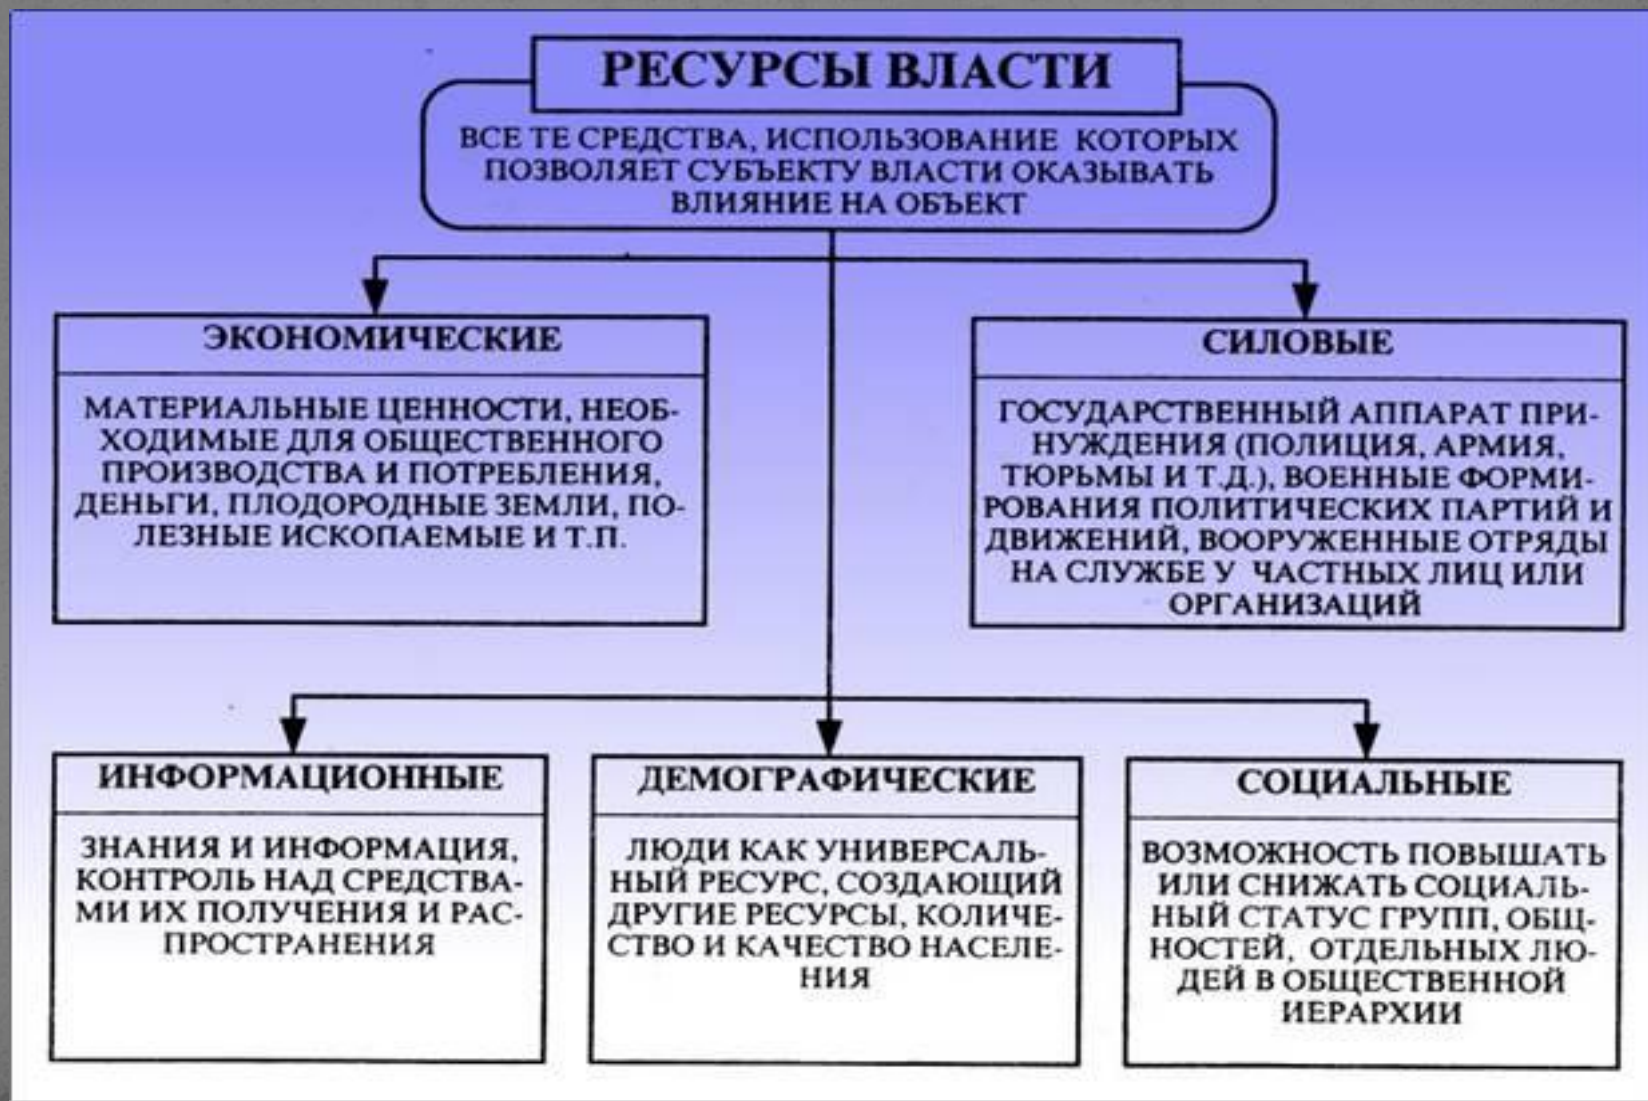 РЕСУРСЫ ВЛАСТИ
ВСЕ ТЕ СРЕДСТВА, ИСПОЛЬЗОВАНИЕ КОТОРЫХ
ПОЗВОЛЯЕТ СУБЪЕКТУ ВЛАСТИ ОКАЗЫВАТЬ
ВЛИЯНИЕ НА ОБЪЕКТ
ЭКОНОМИЧЕСКИЕ
МАТЕРИАЛЬНЫЕ ЦЕННОСТИ, НЕОБ-
ХОДИМЫЕ ДЛЯ ОБЩЕСТВЕННОГО
ПРОИЗВОДСТВА И ПОТРЕБЛЕНИЯ,
ДЕНЬГИ, ПЛОДОРОДНЫЕ ЗЕМЛИ, ПО-
ЛЕЗНЫЕ ИСКОПАЕМЫЕ И Т.П.
СИЛОВЫЕ
ГОСУДАРСТВЕННЫЙ АППАРАТ ПРИ-
НУЖДЕНИЯ (ПОЛИЦИЯ, АРМИЯ,
ТЮРЬМЫ И Т.Д.), ВОЕННЫЕ ФОРМИ-
РОВАНИЯ ПОЛИТИЧЕСКИХ ПАРТИЙ И
ДВИЖЕНИЙ, ВООРУЖЕННЫЕ ОТРЯДЫ
НА СЛУЖБЕ У ЧАСТНЫХ ЛИЦ ИЛИ
ОРГАНИЗАЦИЙ
ИНФОРМАЦИОННЫЕ
ЗНАНИЯ И ИНФОРМАЦИЯ,
КОНТРОЛЬ НАД СРЕДСТВА-
МИ ИХ ПОЛУЧЕНИЯ И РАС-
ПРОСТРАНЕНИЯ
ДЕМОГРАФИЧЕСКИЕ
ЛЮДИ КАК УНИВЕРСАЛЬ-
НЫЙ РЕСУРС, СОЗДАЮЩИЙ
ДРУГИЕ РЕСУРСЫ, КОЛИЧЕ-
СТВО И КАЧЕСТВО НАСЕЛЕ-
НИЯ
СОЦИАЛЬНЫЕ
ВОЗМОЖНОСТЬ ПОВЫШАТЬ
ИЛИ СНИЖАТЬ СОЦИАЛЬ-
НЫЙ СТАТУС ГРУПП, ОБЩ-
НОСТЕЙ, ОТДЕЛЬНЫХ ЛЮ-
ДЕЙ В ОБЩЕСТВЕННОЙ
ИЕРАРХИИ